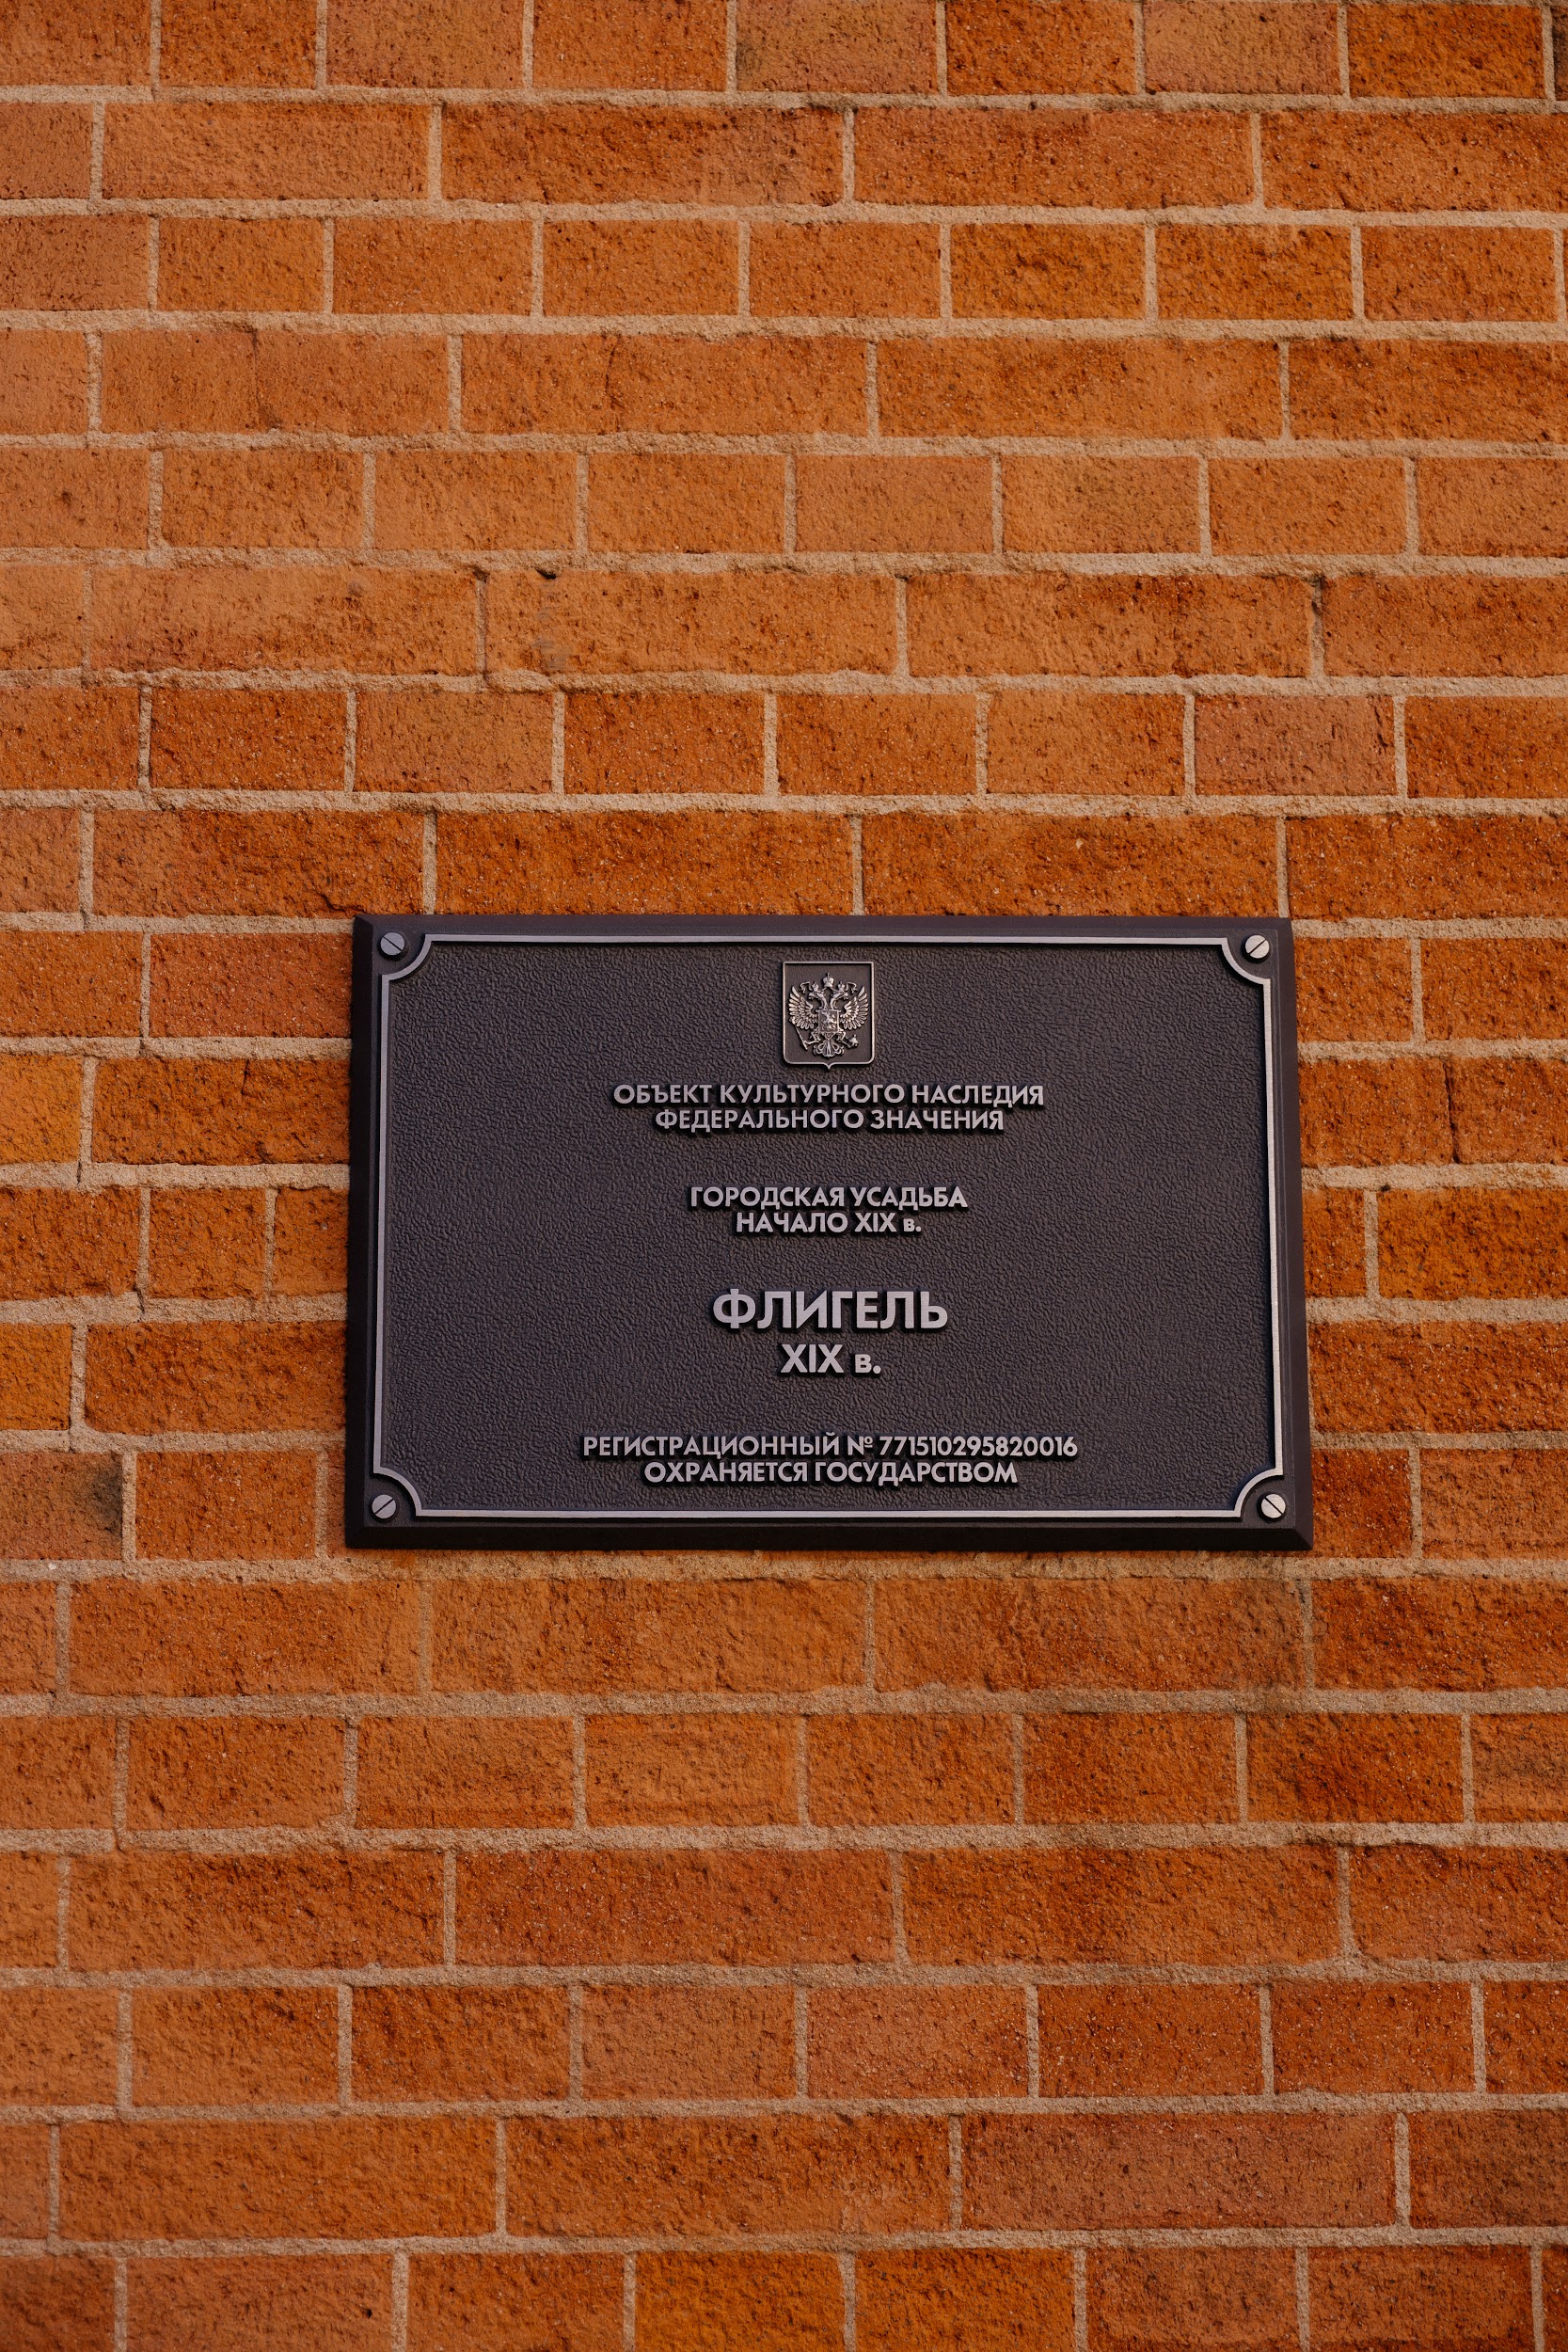 ОБЪЕКТ КУЛЬТУРНОГО НАСЛЕДИЯ
ФЕДЕРАЛЬНОГО ЗНАЧЕНИЯ
ГОРОДСКАЯ УСАДЬБА
НАЧАЛО XIX в.
ФЛИГЕЛЬ
XIX в.
РЕГИСТРАЦИОННЫЙ № 771510295820016
ОХРАНЯЕТСЯ ГОСУДАРСТВОМ